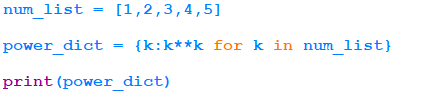 num_list = [1,2,3,4,5]
power_dict = {k:k**k for k in num_list}
print(power_dict)